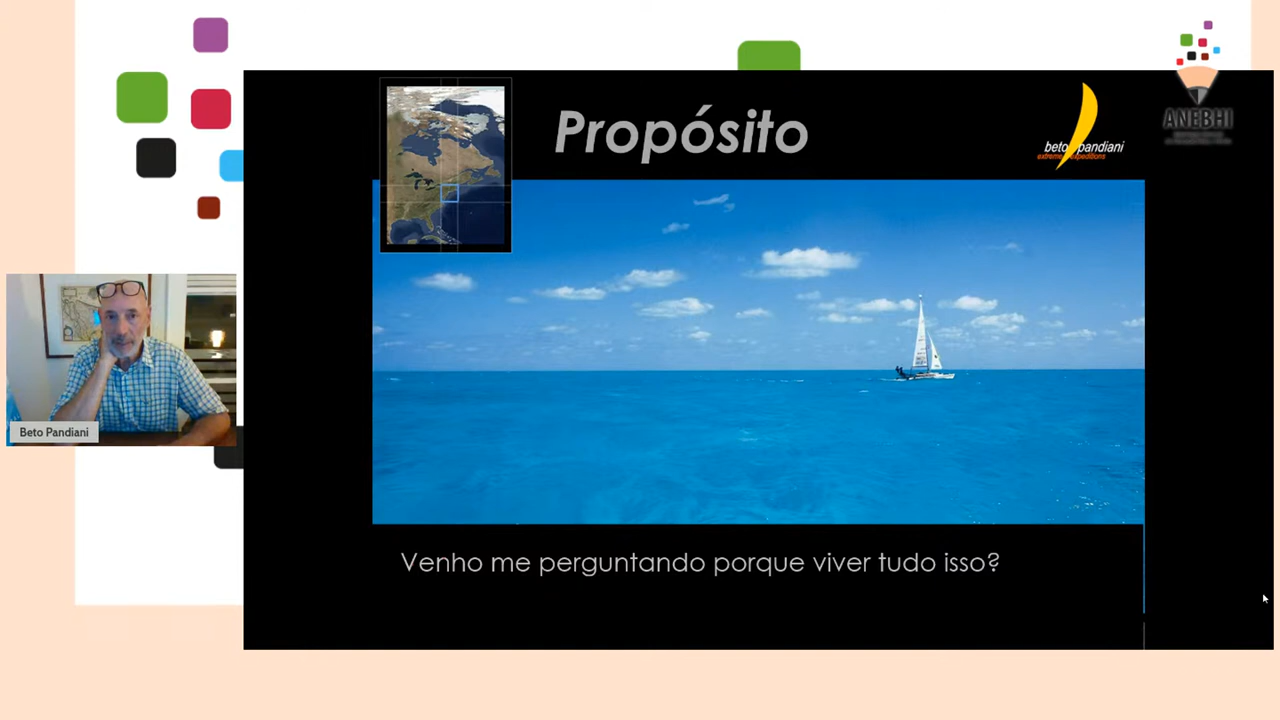 Propósito
beto pandiani
extreme expeditions
ANEBHI
Beto Pandiani
Venho me perguntando porque viver tudo isso?